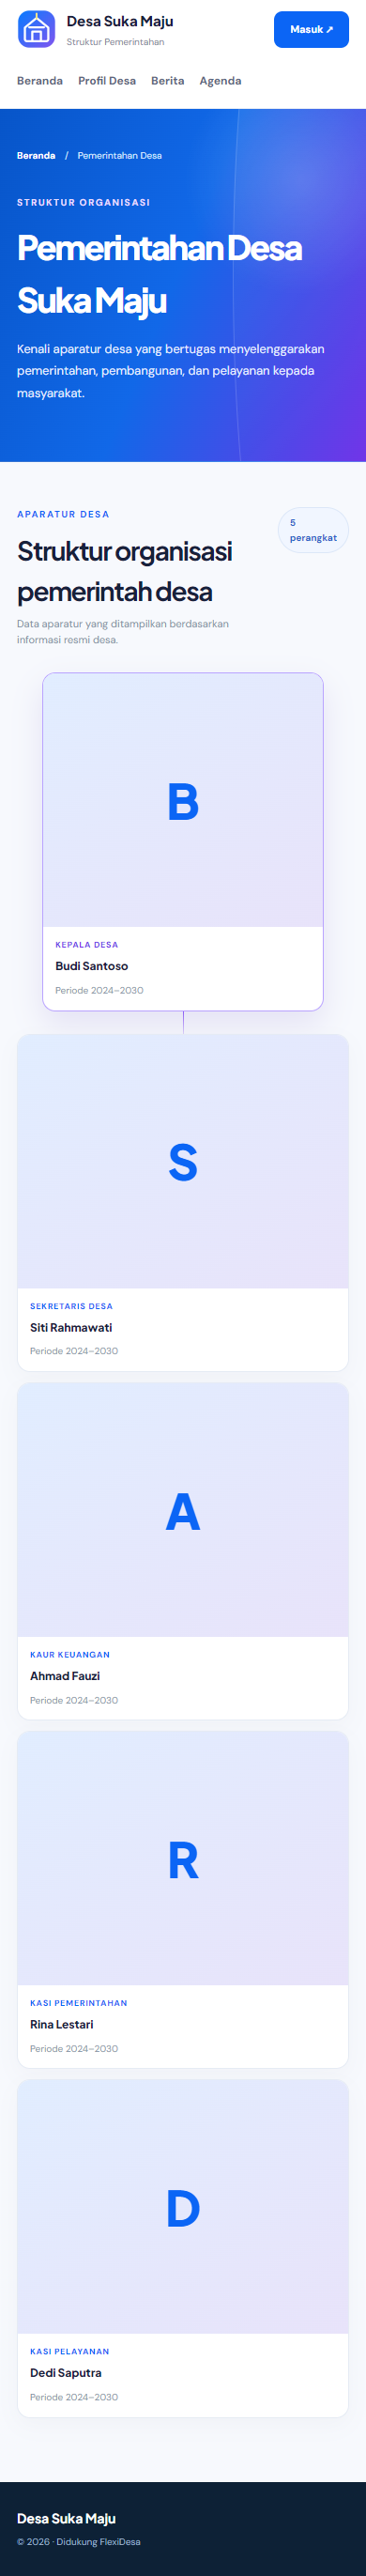 Desa Suka Maju
Struktur Pemerintahan
Masuk ↗
Beranda Profil Desa Berita Agenda
Beranda / Pemerintahan Desa
STRUKTUR ORGANISASI
Pemerintahan Desa
Suka Maju
Kenali aparatur desa yang bertugas menyelenggarakan
pemerintahan, pembangunan, dan pelayanan kepada
masyarakat.
APARATUR DESA
5
perangkat
Struktur organisasi
pemerintah desa
Data aparatur yang ditampilkan berdasarkan
informasi resmi desa.
B
KEPALA DESA
Budi Santoso
Periode 2024–2030
S
SEKRETARIS DESA
Siti Rahmawati
Periode 2024–2030
A
KAUR KEUANGAN
Ahmad Fauzi
Periode 2024–2030
R
KASI PEMERINTAHAN
Rina Lestari
Periode 2024–2030
D
KASI PELAYANAN
Dedi Saputra
Periode 2024–2030
Desa Suka Maju
© 2026 · Didukung FlexiDesa